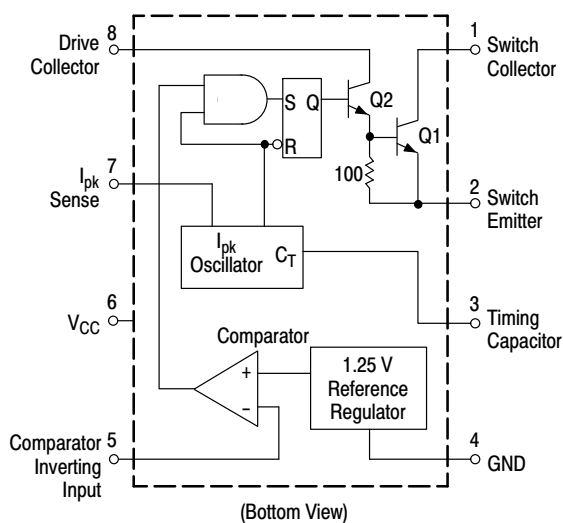 8
Drive
Collector
1
Switch
Collector
S Q
R
Q2
Q1
100
7
Ipk
Sense
2
Switch
Emitter
Ipk
Oscillator
CT
6
VCC
3
Timing
Capacitor
Comparator
+
–
1.25 V
Reference
Regulator
5
Comparator
Inverting
Input
4
GND
(Bottom View)